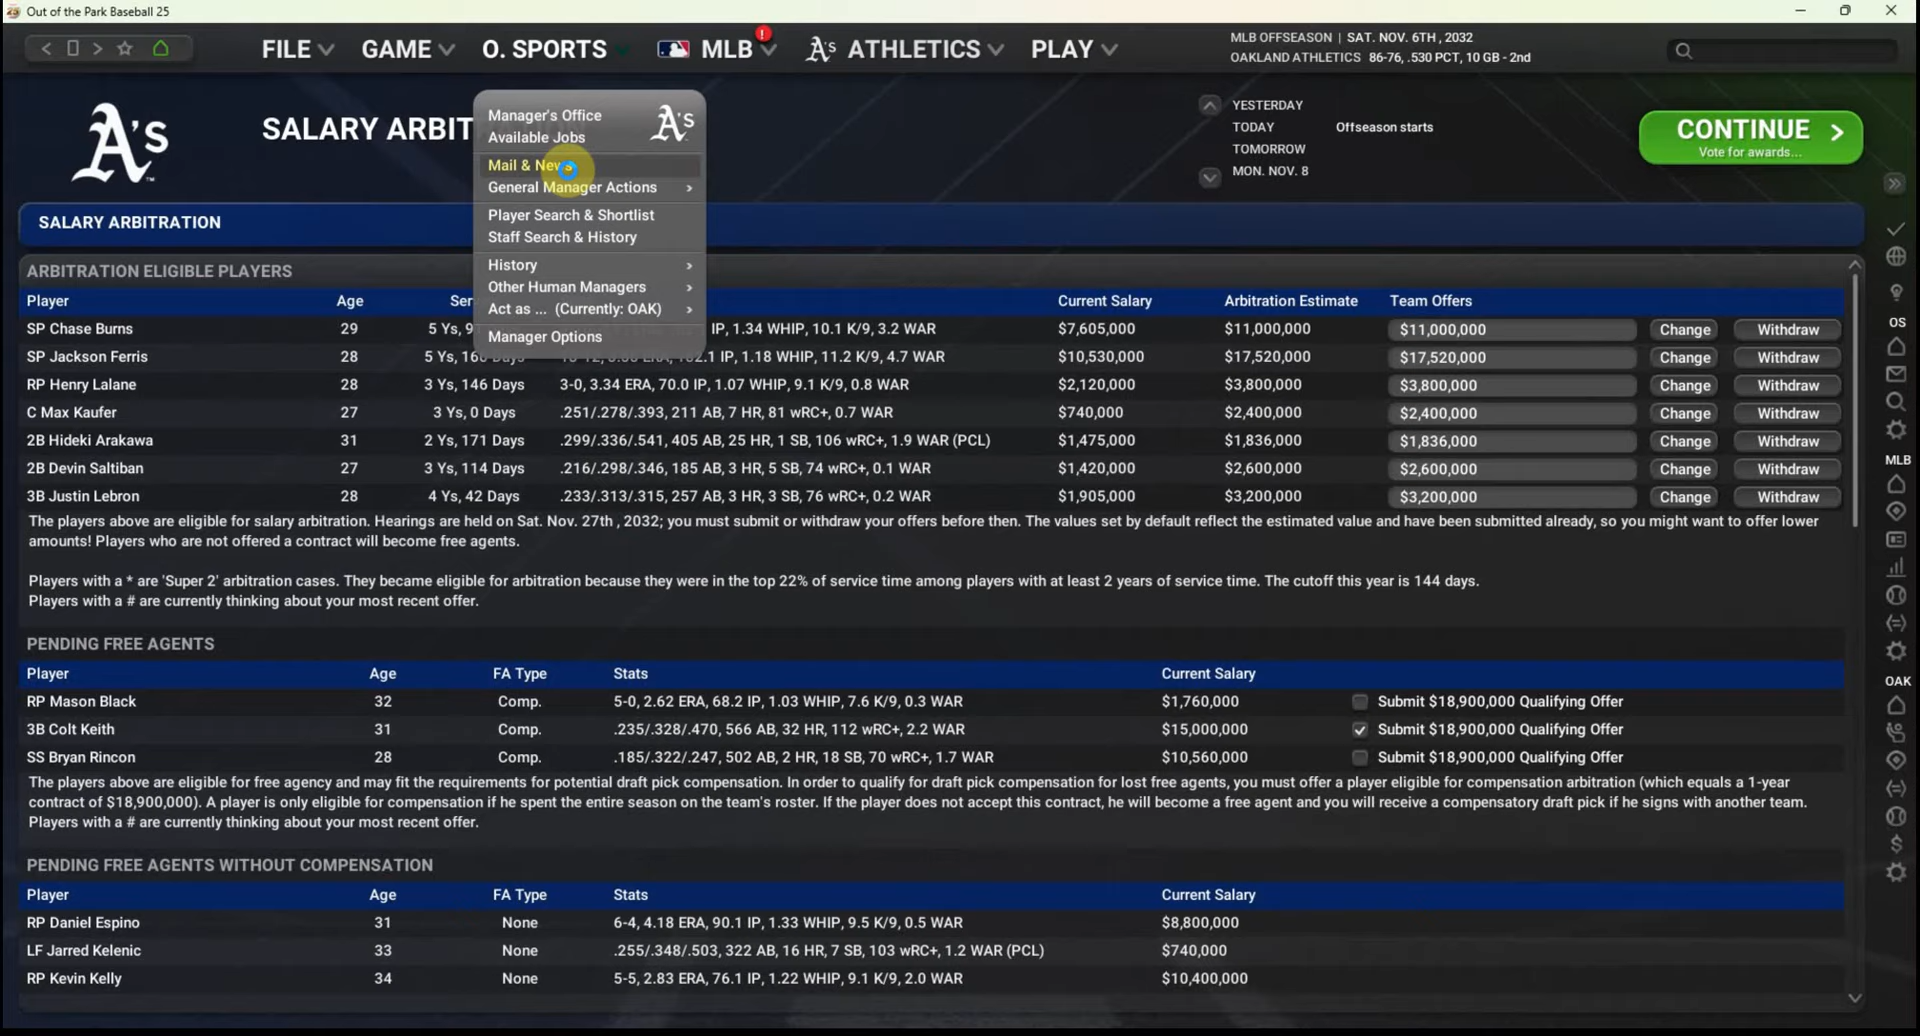 Out of the Park Baseball 25
FILE GAME O. SPORTS MLB ! A's ATHLETICS PLAY
MLB OFFSEASON | SAT. NOV. 6TH , 2032
OAKLAND ATHLETICS 86-76, .530 PCT, 10 GB - 2nd
A's
SALARY ARBIT
Manager's Office
A's
Available Jobs
Mail & News
General Manager Actions >
Player Search & Shortlist
Staff Search & History
History >
Other Human Managers >
Act as ... (Currently: OAK) >
Manager Options
YESTERDAY
TODAY Offseason starts
TOMORROW
MON. NOV. 8
CONTINUE >
Vote for awards...
SALARY ARBITRATION
ARBITRATION ELIGIBLE PLAYERS
Player Age Ser Current Salary Arbitration Estimate Team Offers
SP Chase Burns 29 5 Ys, 9 IP, 1.34 WHIP, 10.1 K/9, 3.2 WAR $7,605,000 $11,000,000 $11,000,000 Change Withdraw
SP Jackson Ferris 28 5 Ys, 2.1 IP, 1.18 WHIP, 11.2 K/9, 4.7 WAR $10,530,000 $17,520,000 $17,520,000 Change Withdraw
RP Henry Lalane 28 3 Ys, 146 Days 3-0, 3.34 ERA, 70.0 IP, 1.07 WHIP, 9.1 K/9, 0.8 WAR $2,120,000 $3,800,000 $3,800,000 Change Withdraw
C Max Kaufer 27 3 Ys, 0 Days .251/.278/.393, 211 AB, 7 HR, 81 wRC+, 0.7 WAR $740,000 $2,400,000 $2,400,000 Change Withdraw
2B Hideki Arakawa 31 2 Ys, 171 Days .299/.336/.541, 405 AB, 25 HR, 1 SB, 106 wRC+, 1.9 WAR (PCL) $1,475,000 $1,836,000 $1,836,000 Change Withdraw
2B Devin Saltiban 27 3 Ys, 114 Days .216/.298/.346, 185 AB, 3 HR, 5 SB, 74 wRC+, 0.1 WAR $1,420,000 $2,600,000 $2,600,000 Change Withdraw
3B Justin Lebron 28 4 Ys, 42 Days .233/.313/.315, 257 AB, 3 HR, 3 SB, 76 wRC+, 0.2 WAR $1,905,000 $3,200,000 $3,200,000 Change Withdraw
The players above are eligible for salary arbitration. Hearings are held on Sat. Nov. 27th , 2032; you must submit or withdraw your offers before then. The values set by default reflect the estimated value and have been submitted already, so you might want to offer lower
amounts! Players who are not offered a contract will become free agents.
Players with a * are 'Super 2' arbitration cases. They became eligible for arbitration because they were in the top 22% of service time among players with at least 2 years of service time. The cutoff this year is 144 days.
Players with a # are currently thinking about your most recent offer.
PENDING FREE AGENTS
Player Age FA Type Stats Current Salary
RP Mason Black 32 Comp. 5-0, 2.62 ERA, 68.2 IP, 1.03 WHIP, 7.6 K/9, 0.3 WAR $1,760,000 Submit $18,900,000 Qualifying Offer
3B Colt Keith 31 Comp. .235/.328/.470, 566 AB, 32 HR, 112 wRC+, 2.2 WAR $15,000,000 Submit $18,900,000 Qualifying Offer
SS Bryan Rincon 28 Comp. .185/.322/.247, 502 AB, 2 HR, 18 SB, 70 wRC+, 1.7 WAR $10,560,000 Submit $18,900,000 Qualifying Offer
The players above are eligible for free agency and may fit the requirements for potential draft pick compensation. In order to qualify for draft pick compensation for lost free agents, you must offer a player eligible for compensation arbitration (which equals a 1-year
contract of $18,900,000). A player is only eligible for compensation if he spent the entire season on the team's roster. If the player does not accept this contract, he will become a free agent and you will receive a compensatory draft pick if he signs with another team.
Players with a # are currently thinking about your most recent offer.
PENDING FREE AGENTS WITHOUT COMPENSATION
Player Age FA Type Stats Current Salary
RP Daniel Espino 31 None 6-4, 4.18 ERA, 90.1 IP, 1.33 WHIP, 9.5 K/9, 0.5 WAR $8,800,000
LF Jarred Kelenic 33 None .255/.348/.503, 322 AB, 16 HR, 7 SB, 103 wRC+, 1.2 WAR (PCL) $740,000
RP Kevin Kelly 34 None 5-5, 2.83 ERA, 76.1 IP, 1.22 WHIP, 9.1 K/9, 2.0 WAR $10,400,000
OS
MLB
OAK